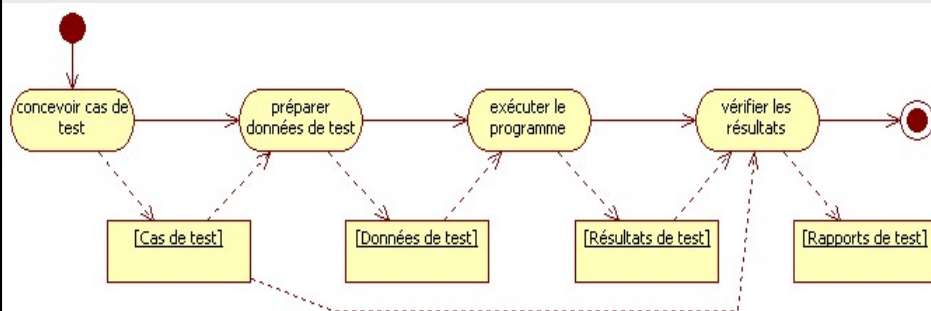 concevoir cas de
test
préparer
données de test
exécuter le
programme
vérifier les
résultats
[Cas de test]
[Données de test]
[Résultats de test]
[Rapports de test]